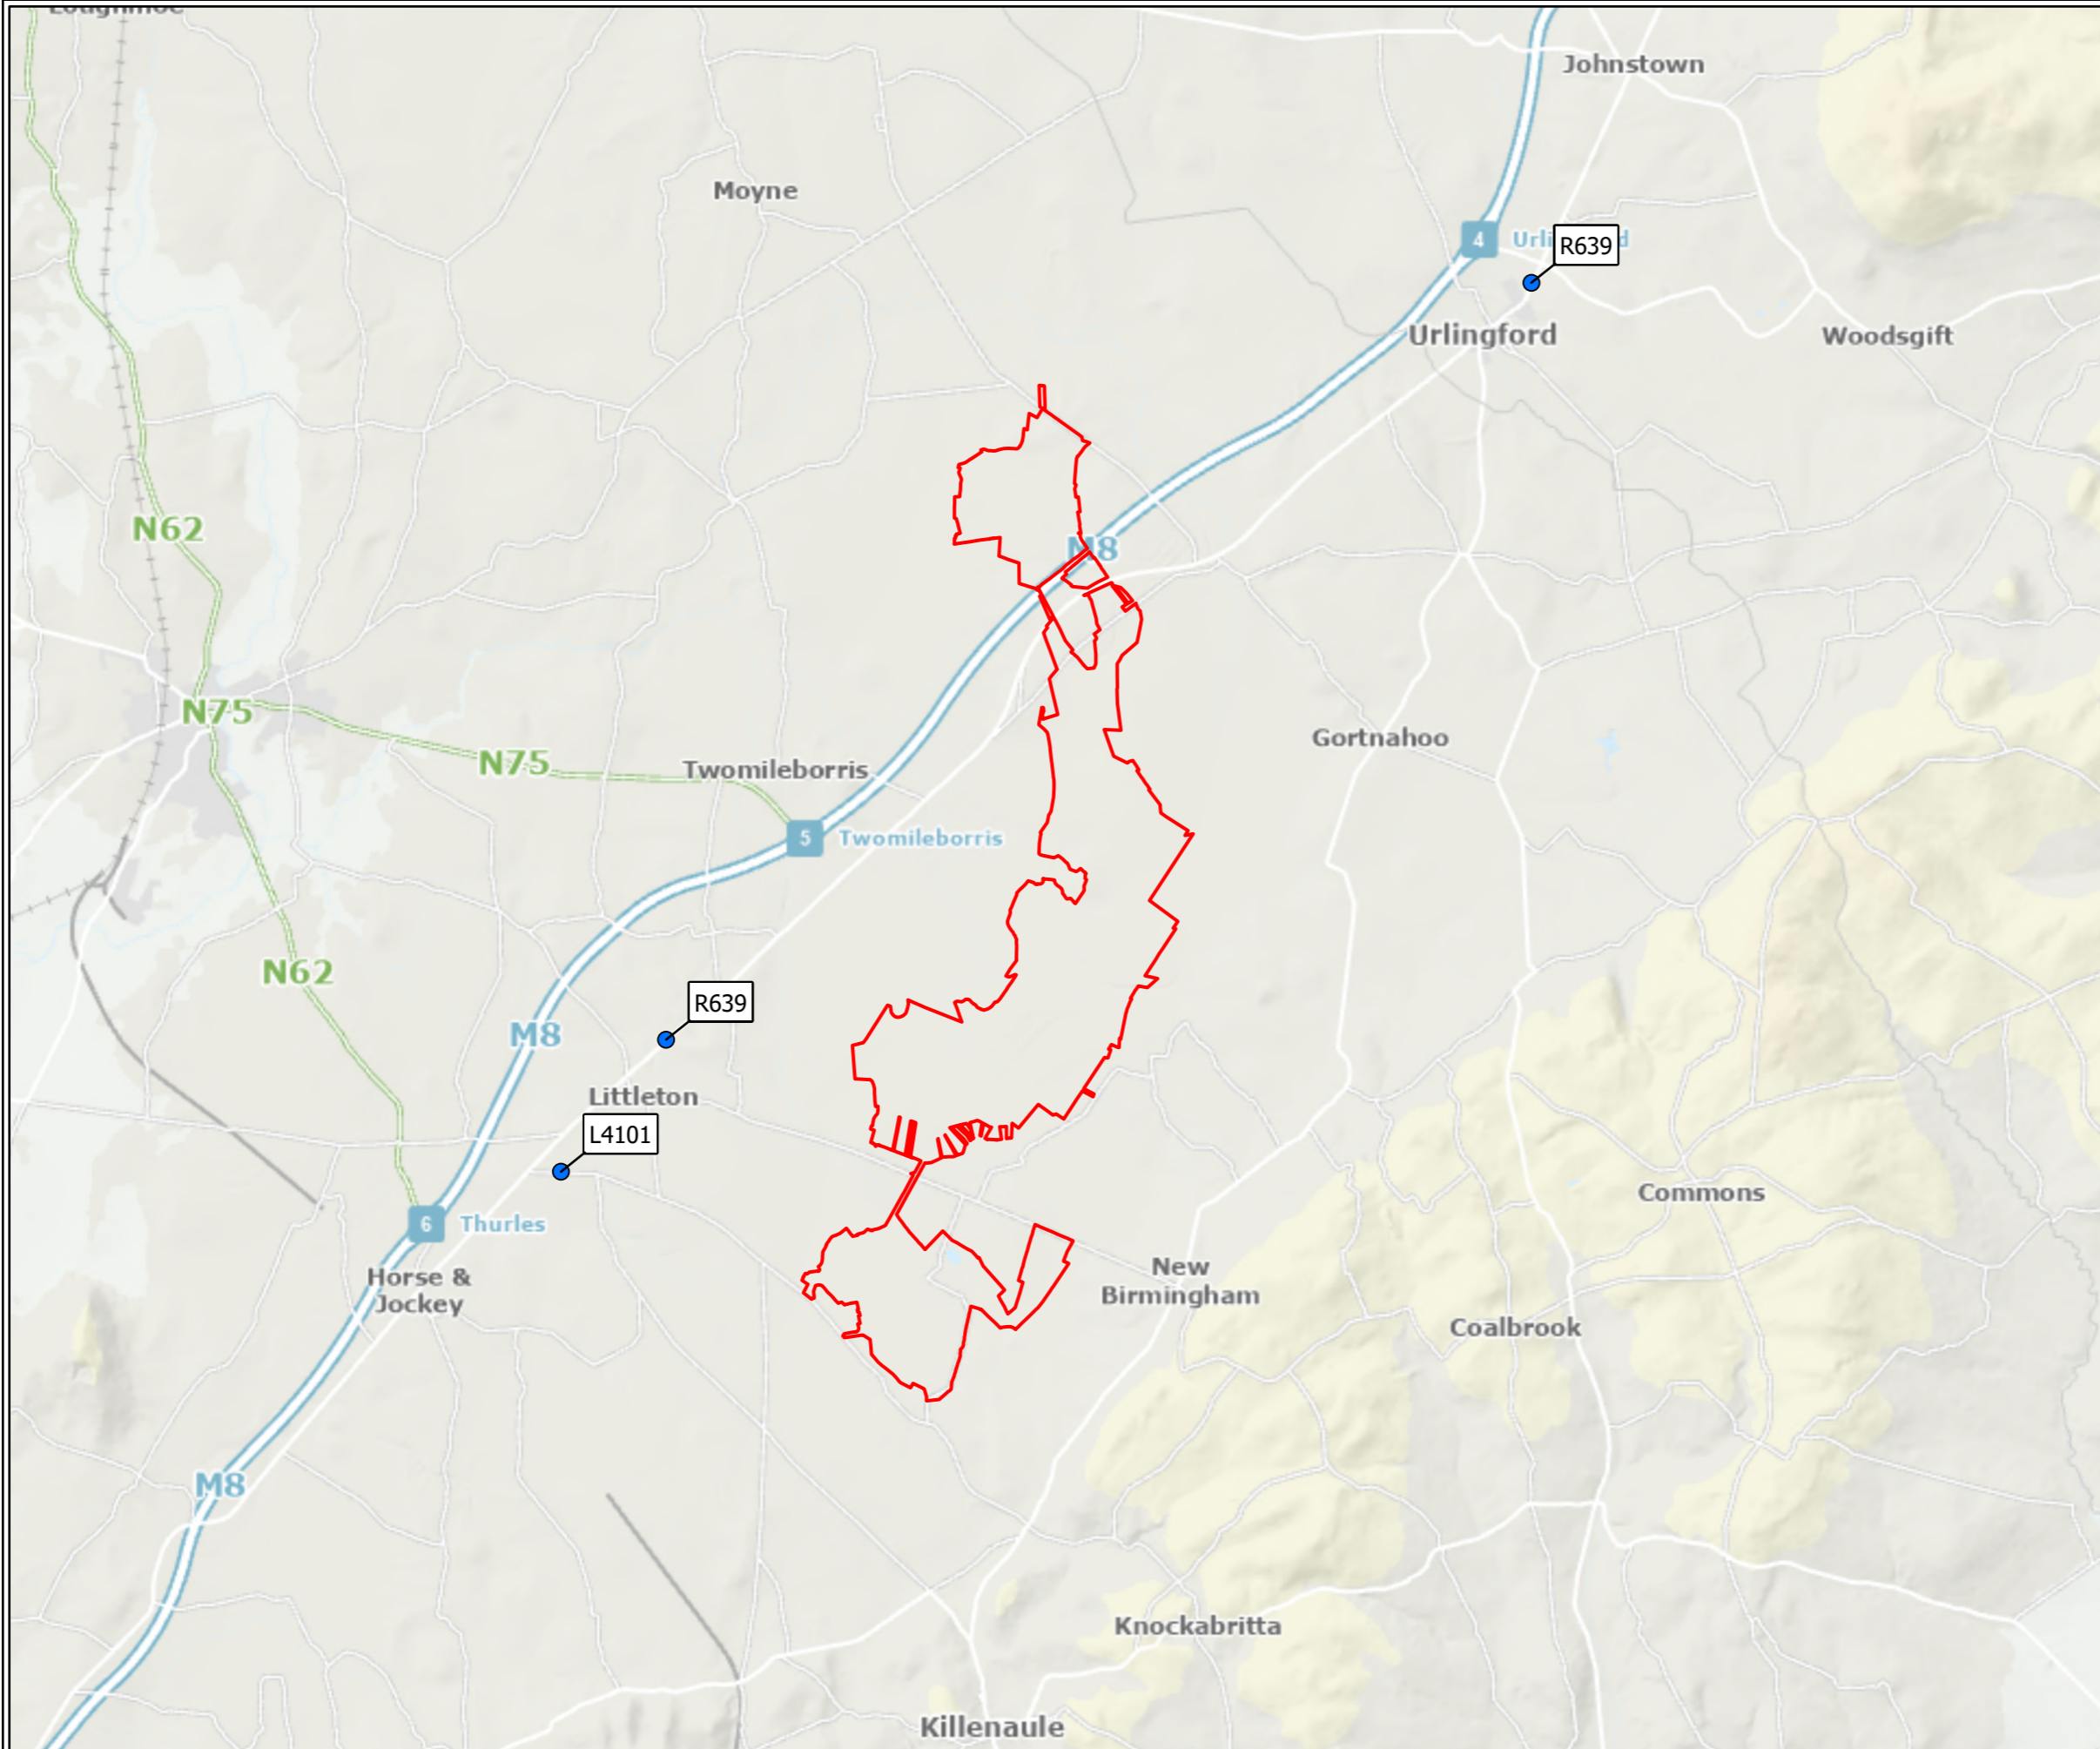 Loughmoe
Johnstown
Moyne
4
R639
Urlingford
Woodsgift
N62
M8
N75
N75
Gortnahoo
Twomileborris
5 Twomileborris
N62
R639
M8
Littleton
L4101
Commons
6 Thurles
Horse &
Jockey
New
Birmingham
Coalbrook
M8
Knockabritta
Killenaule